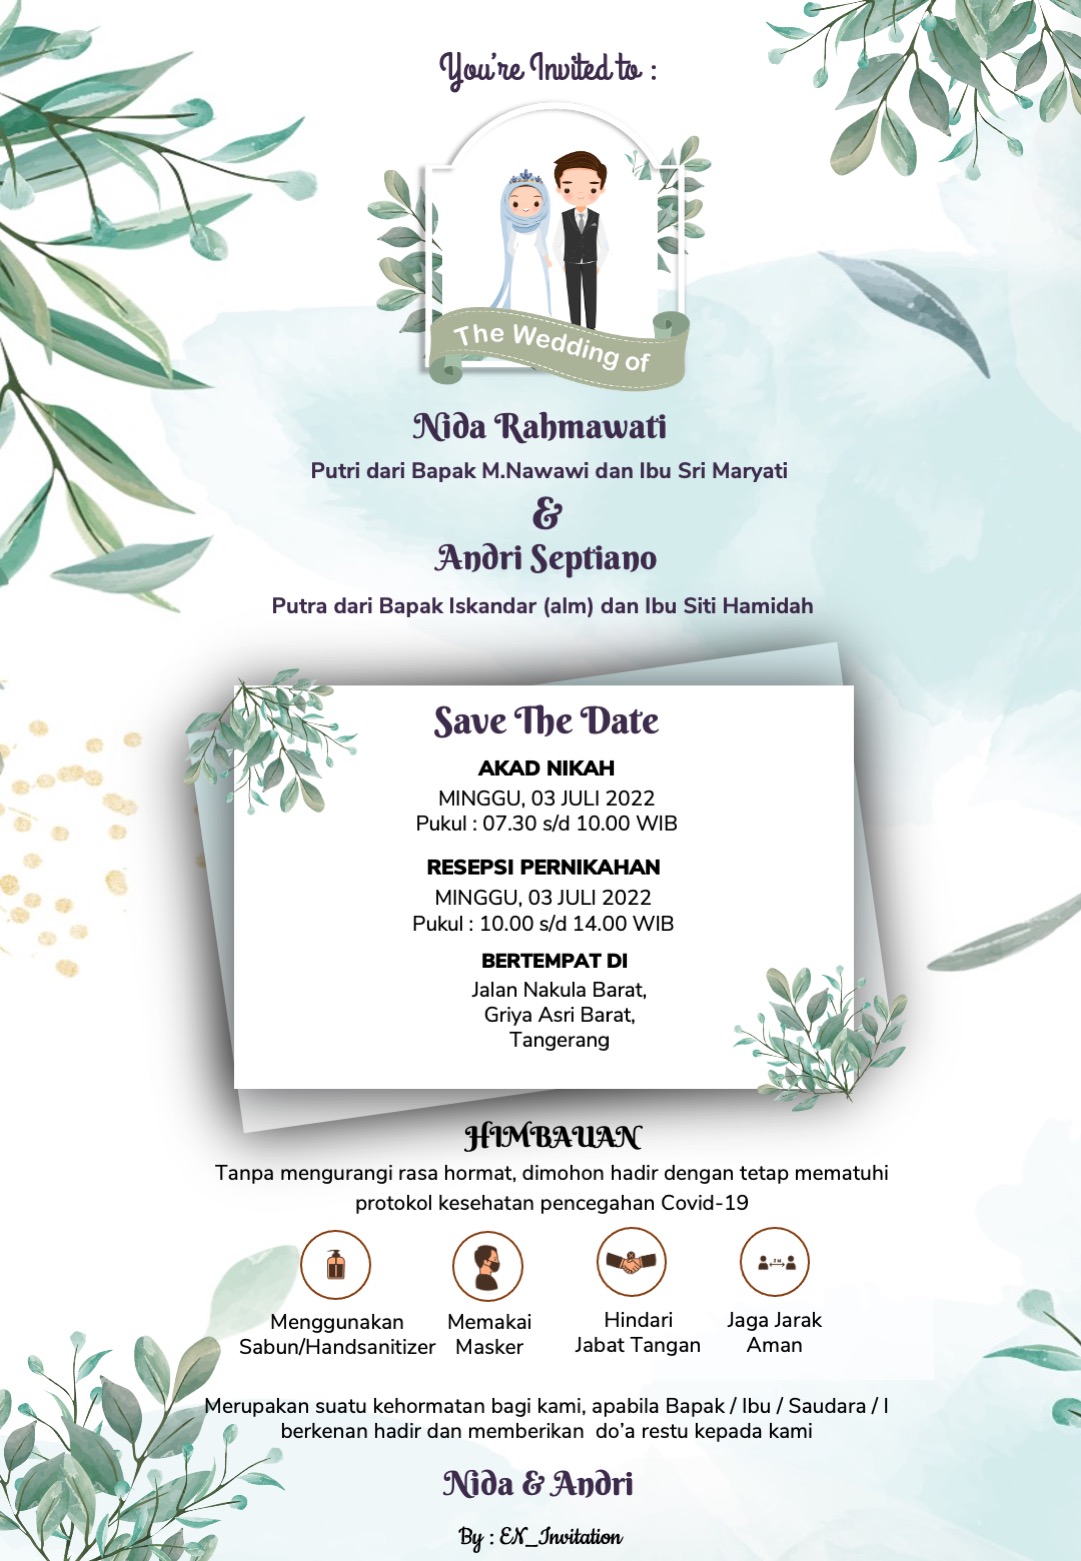 You're Invited to :
The Wedding of
Nida Rahmawati
Putri dari Bapak M.Nawawi dan Ibu Sri Maryati
&
Andri Septiano
Putra dari Bapak Iskandar (alm) dan Ibu Siti Hamidah
Save The Date
AKAD NIKAH
MINGGU, 03 JULI 2022
Pukul : 07.30 s/d 10.00 WIB
RESEPSI PERNIKAHAN
MINGGU, 03 JULI 2022
Pukul : 10.00 s/d 14.00 WIB
BERTEMPAT DI
Jalan Nakula Barat,
Griya Asri Barat,
Tangerang
HIMBAUAN
Tanpa mengurangi rasa hormat, dimohon hadir dengan tetap mematuhi
protokol kesehatan pencegahan Covid-19
Menggunakan
Sabun/Handsanitizer
Memakai
Masker
Hindari
Jabat Tangan
Jaga Jarak
Aman
Merupakan suatu kehormatan bagi kami, apabila Bapak / Ibu / Saudara / I
berkenan hadir dan memberikan do'a restu kepada kami
Nida & Andri
By : EN_Invitation